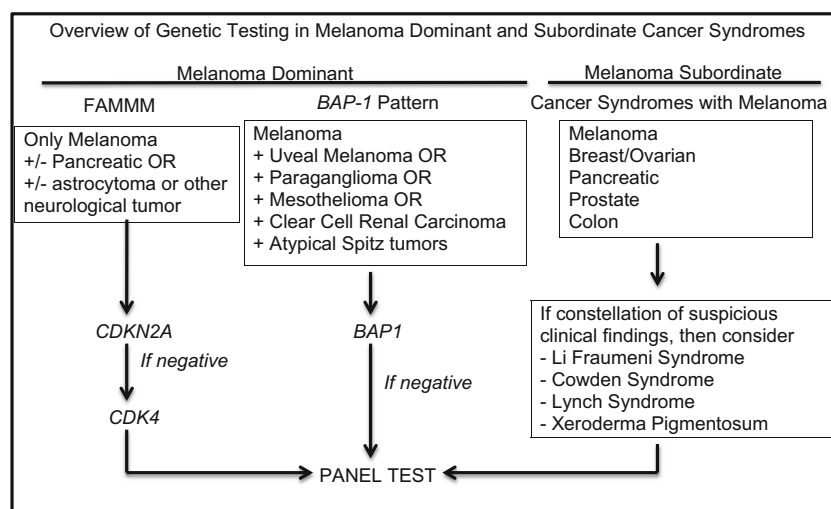 Overview of Genetic Testing in Melanoma Dominant and Subordinate Cancer Syndromes
Melanoma Dominant
Melanoma Subordinate
FAMMM
BAP-1 Pattern
Cancer Syndromes with Melanoma
Only Melanoma
+/- Pancreatic OR
+/- astrocytoma or other
neurological tumor
Melanoma
+ Uveal Melanoma OR
+ Paraganglioma OR
+ Mesothelioma OR
+ Clear Cell Renal Carcinoma
+ Atypical Spitz tumors
Melanoma
Breast/Ovarian
Pancreatic
Prostate
Colon
CDKN2A
If negative
CDK4
BAP1
If negative
If constellation of suspicious
clinical findings, then consider
- Li Fraumeni Syndrome
- Cowden Syndrome
- Lynch Syndrome
- Xeroderma Pigmentosum
PANEL TEST